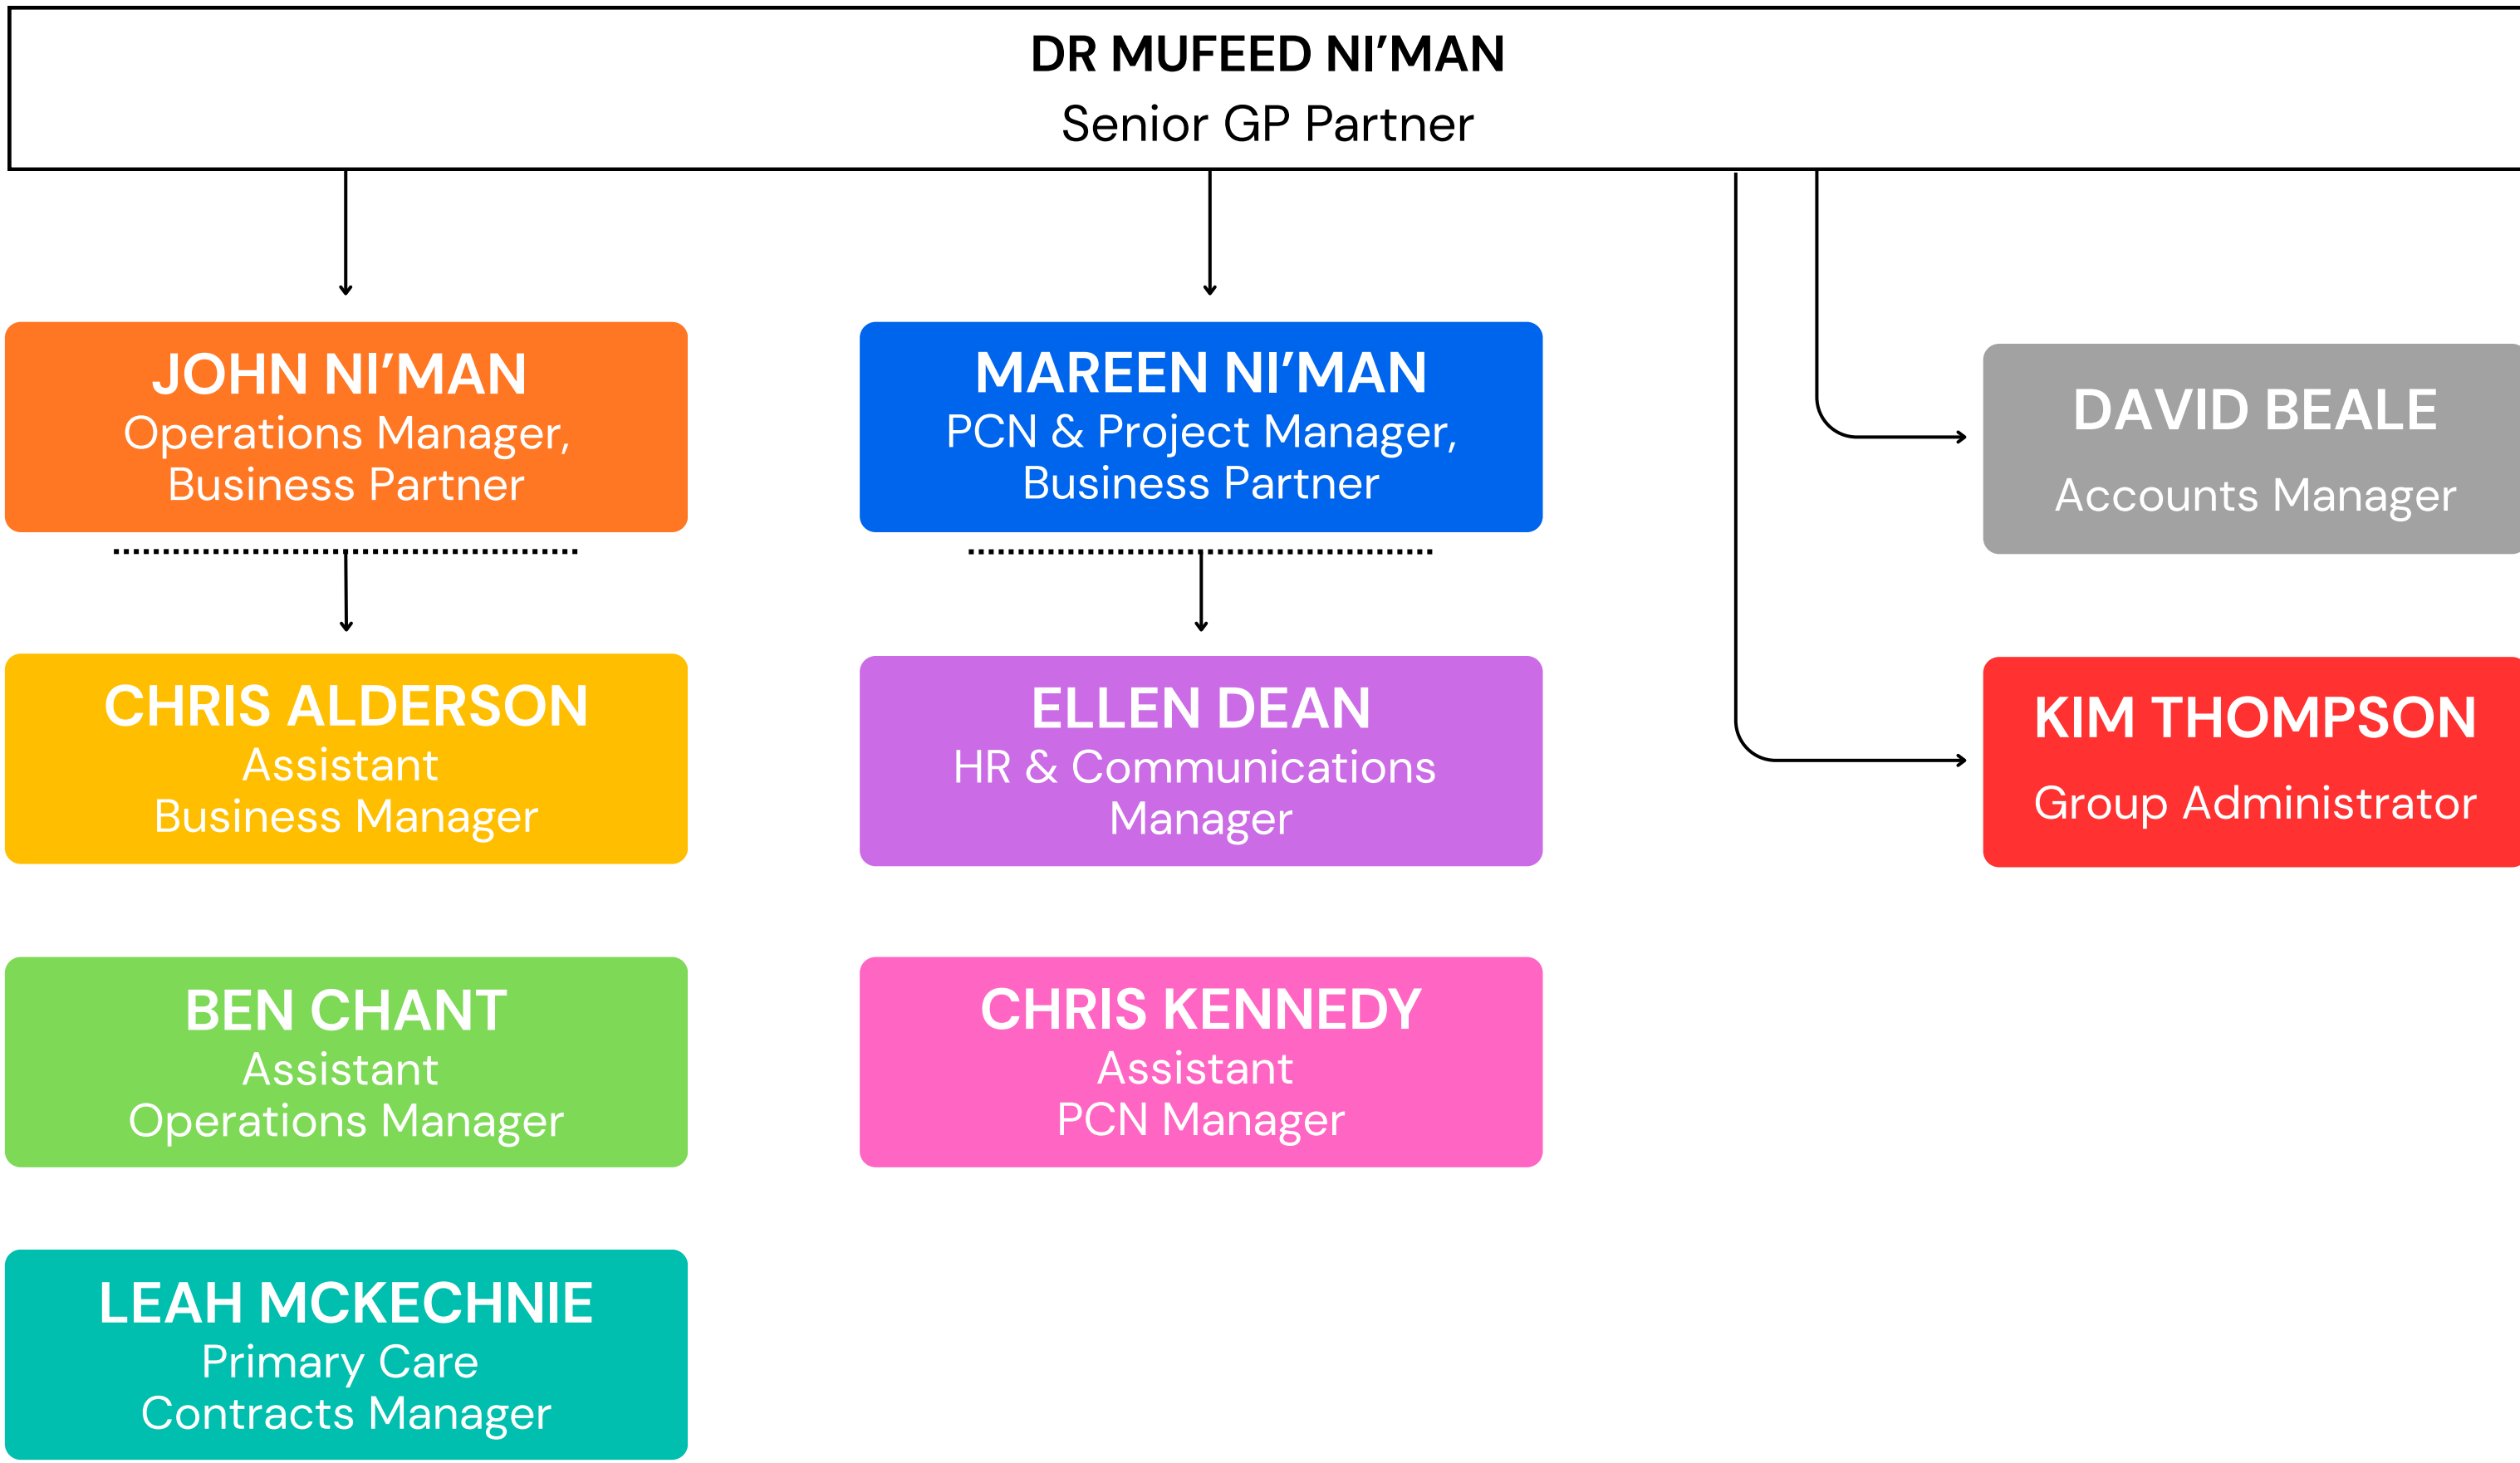 DR MUFEED NI’MAN
Senior GP Partner
JOHN NI’MAN
Operations Manager,
Business Partner
MAREEN NI’MAN
PCN & Project Manager,
Business Partner
DAVID BEALE
Accounts Manager
CHRIS ALDERSON
Assistant
Business Manager
ELLEN DEAN
HR & Communications
Manager
KIM THOMPSON
Group Administrator
BEN CHANT
Assistant
Operations Manager
CHRIS KENNEDY
Assistant
PCN Manager
LEAH MCKECHNIE
Primary Care
Contracts Manager